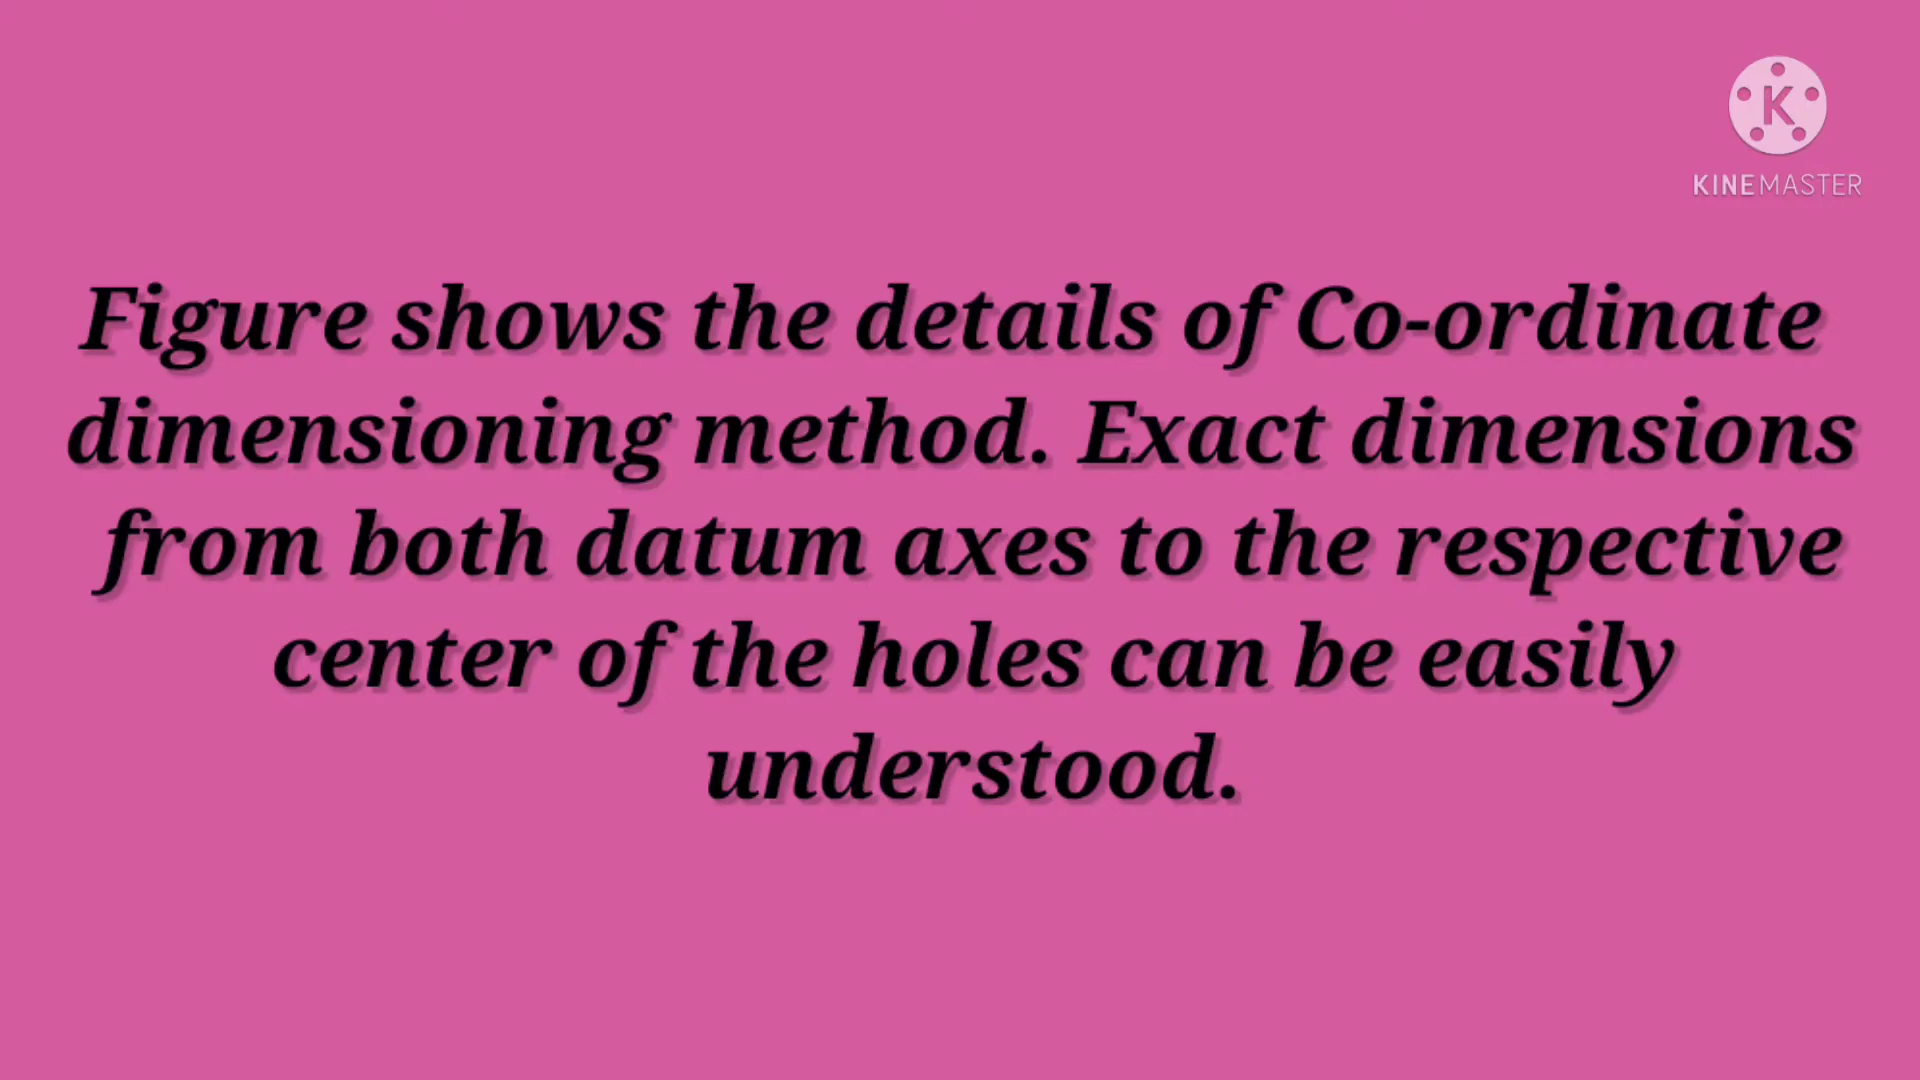 K
KINEMASTER
Figure shows the details of Co-ordinate
dimensioning method. Exact dimensions
from both datum axes to the respective
center of the holes can be easily
understood.